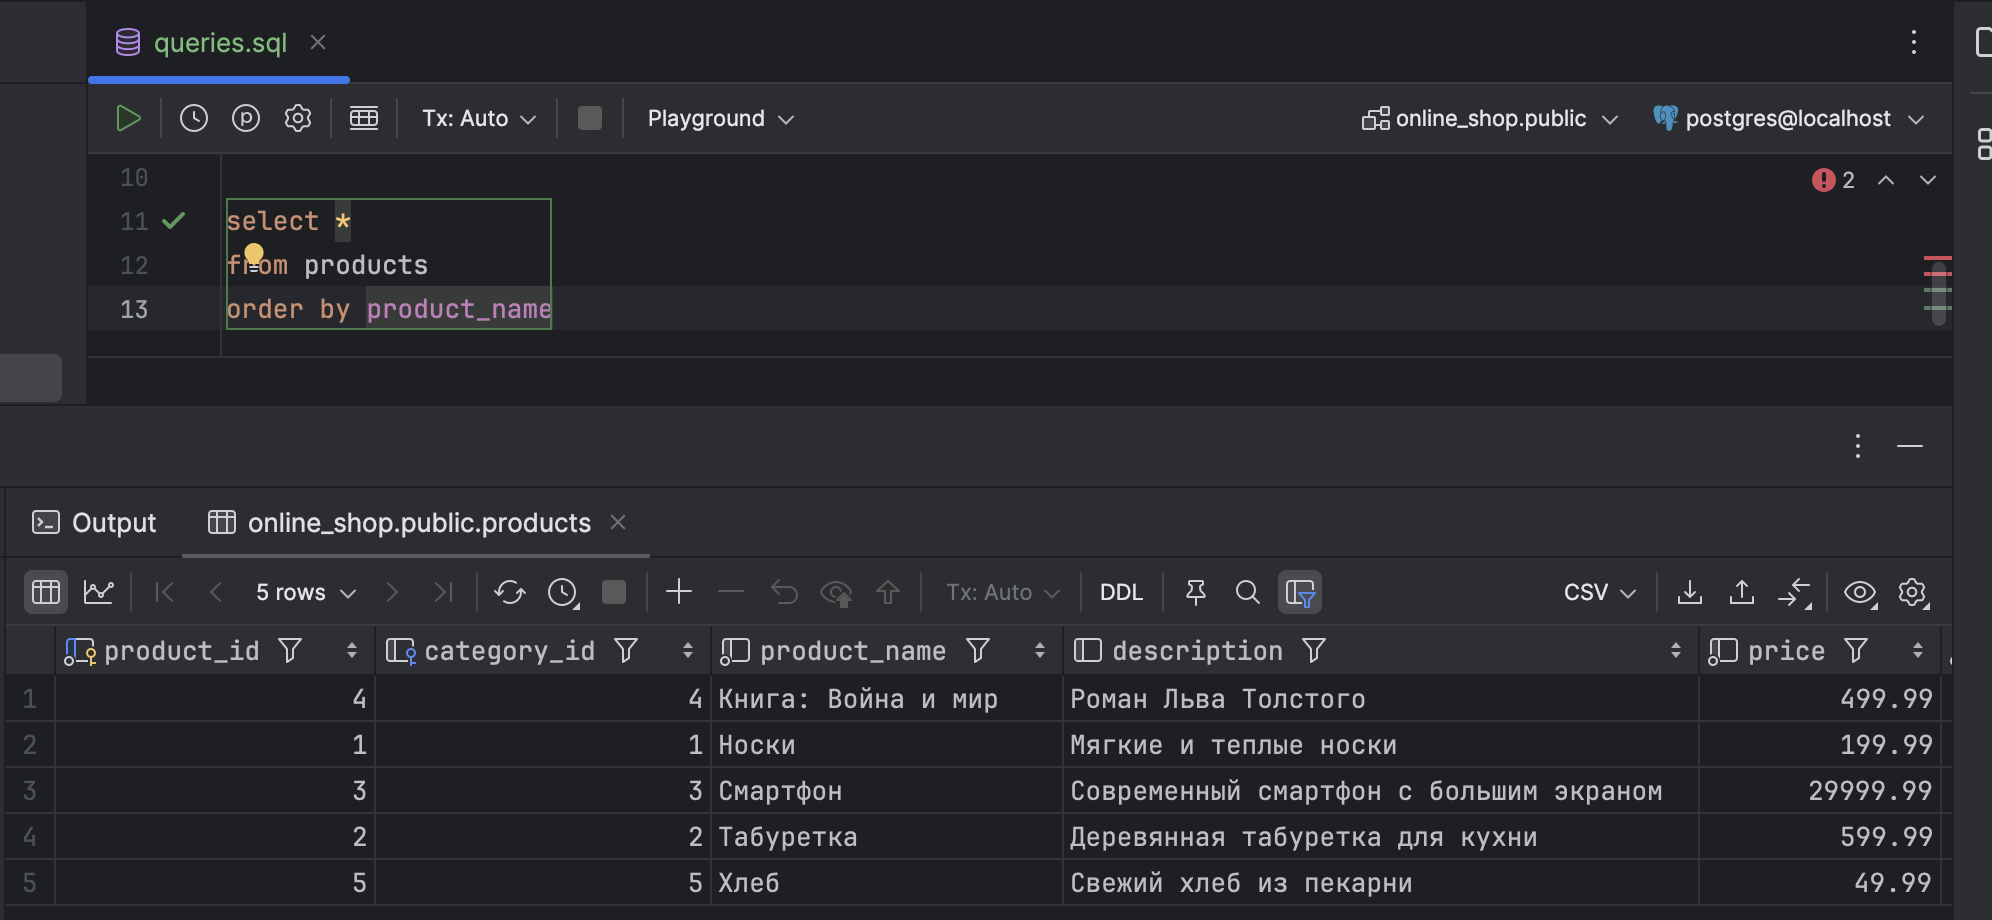 queries.sql
Tx: Auto
Playground
online_shop.public
postgres@localhost
10
2
11 select *
12 from products
13 order by product_name
Output
online_shop.public.products
5 rows
Tx: Auto
DDL
CSV
product_id category_id product_name description price
1 4 4 Книга: Война и мир Роман Льва Толстого 499.99
2 1 1 Носки Мягкие и теплые носки 199.99
3 3 3 Смартфон Современный смартфон с большим экраном 29999.99
4 2 2 Табуретка Деревянная табуретка для кухни 599.99
5 5 5 Хлеб Свежий хлеб из пекарни 49.99